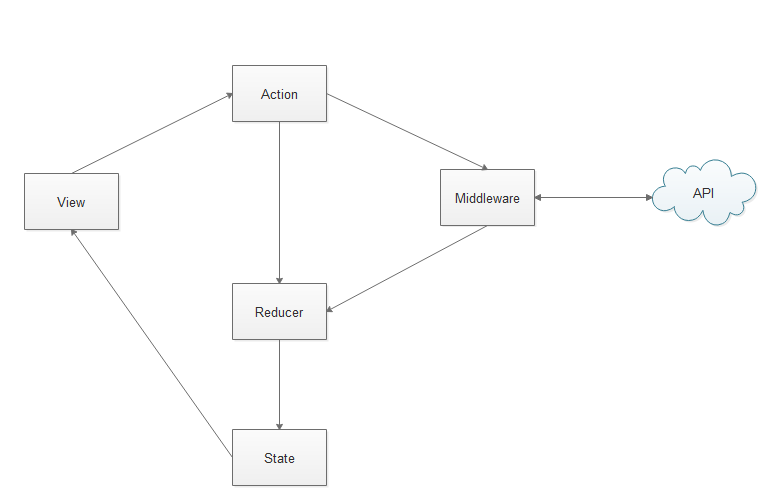 Action
View
Middleware
API
Reducer
State